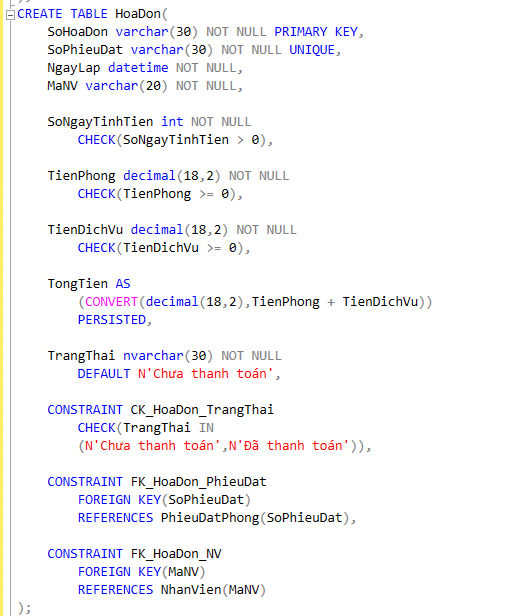 CREATE TABLE HoaDon(
SoHoaDon varchar(30) NOT NULL PRIMARY KEY,
SoPhieuDat varchar(30) NOT NULL UNIQUE,
NgayLap datetime NOT NULL,
MaNV varchar(20) NOT NULL,
SoNgayTinhTien int NOT NULL
CHECK(SoNgayTinhTien > 0),
TienPhong decimal(18,2) NOT NULL
CHECK(TienPhong >= 0),
TienDichVu decimal(18,2) NOT NULL
CHECK(TienDichVu >= 0),
TongTien AS
(CONVERT(decimal(18,2),TienPhong + TienDichVu))
PERSISTED,
TrangThai nvarchar(30) NOT NULL
DEFAULT N'Chưa thanh toán',
CONSTRAINT CK_HoaDon_TrangThai
CHECK(TrangThai IN
(N'Chưa thanh toán',N'Đã thanh toán')),
CONSTRAINT FK_HoaDon_PhieuDat
FOREIGN KEY(SoPhieuDat)
REFERENCES PhieuDatPhong(SoPhieuDat),
CONSTRAINT FK_HoaDon_NV
FOREIGN KEY(MaNV)
REFERENCES NhanVien(MaNV)
);